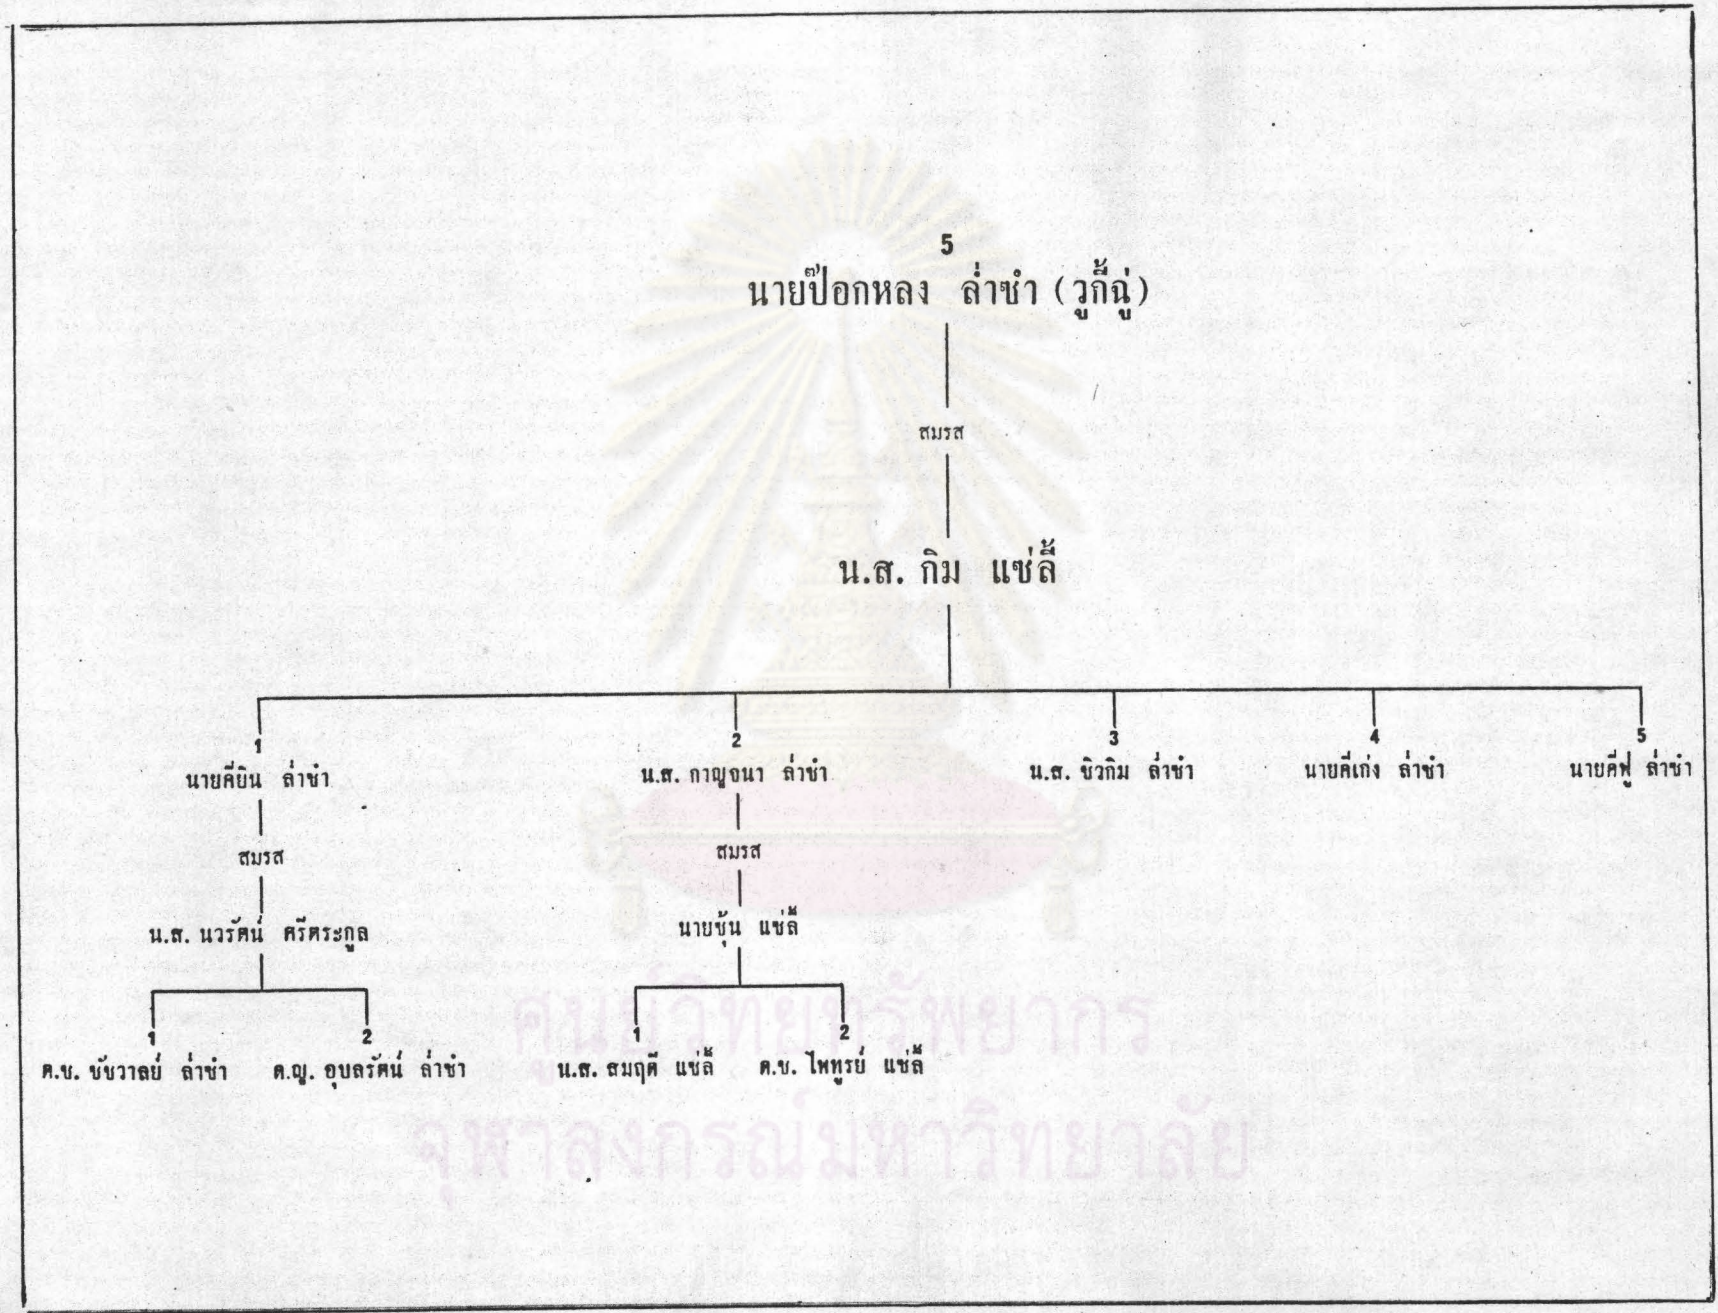 5
นายป๊อกหลง ล่ำซำ (วูกี้ฉู่)
สมรส
น.ส. กิม แซ่ลี้
1 2 3 4 5
นายคียิน ล่ำซำ น.ส. กาญจนา ล่ำซำ น.ส. ชิวกิม ล่ำซำ นายคีเก่ง ล่ำซำ นายคีฟู ล่ำซำ
สมรส สมรส
น.ส. นวรัตน์ ศรีตระกูล นายชุ้น แซ่ลี้
1 2 1 2
ด.ช. ชัชวาลย์ ล่ำซำ ด.ญ. อุบลรัตน์ ล่ำซำ น.ส. สมฤดี แซ่ลี้ ด.ช. ไพฑูรย์ แซ่ลี้
ศูนย์วิทยทรัพยากร
จุฬาลงกรณ์มหาวิทยาลัย